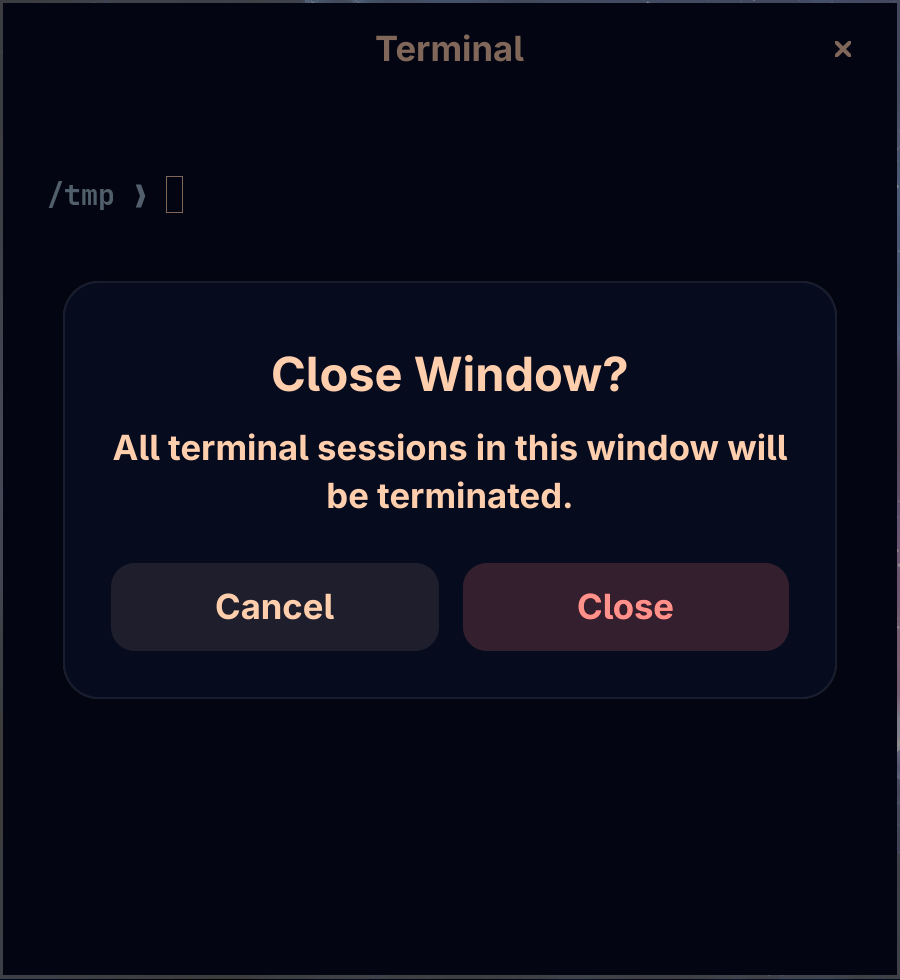 Terminal
/tmp ❯
Close Window?
All terminal sessions in this window will
be terminated.
Cancel Close